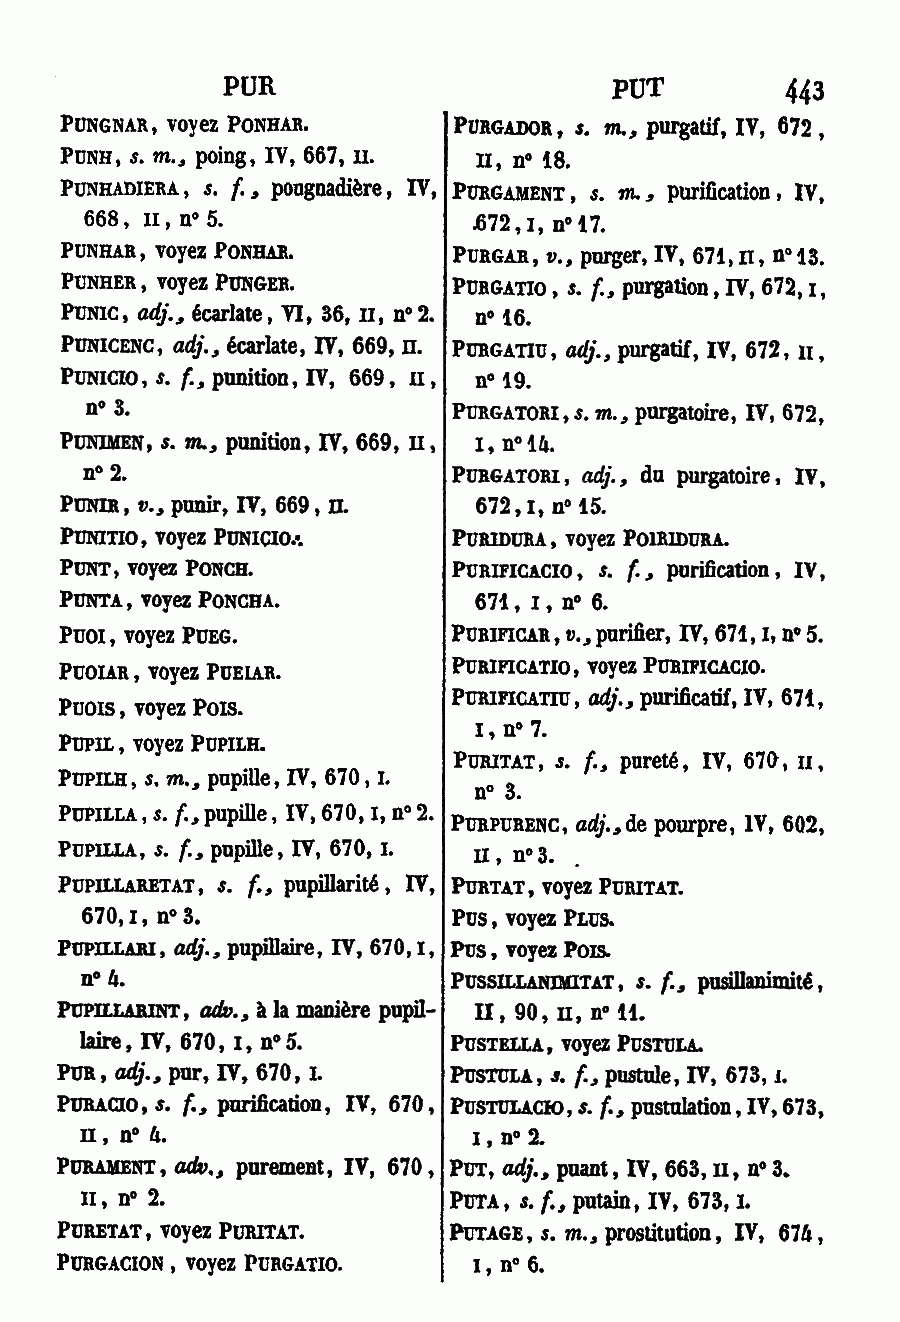 PUR
PUT 443
PUNGNAR, voyez PONHAR.
PUNH, s. m., poing, IV, 667, II.
PUNHADIERA, s. f., pougnadière, IV,
668, II, n° 5.
PUNHAR, voyez PONHAR.
PUNHER, voyez PUNGER.
PUNIC, adj., écarlate, VI, 36, II, n° 2.
PUNICENC, adj., écarlate, IV, 669, II.
PUNICIO, s. f., punition, IV, 669, II,
n° 3.
PUNIMEN, s. m., punition, IV, 669, II,
n° 2.
PUNIR, v., punir, IV, 669, II.
PUNITIO, voyez PUNICIO.
PUNT, voyez PONCH.
PUNTA, voyez PONCHA.
PUOI, voyez PUEG.
PUOIAR, voyez PUEIAR.
PUOIS, voyez POIS.
PUPIL, voyez PUPILH.
PUPILH, s. m., pupille, IV, 670, I.
PUPILLA, s. f., pupille, IV, 670, I, n° 2.
PUPILLA, s. f., pupille, IV, 670, I.
PUPILLARETAT, s. f., pupillarité, IV,
670, I, n° 3.
PUPILLARI, adj., pupillaire, IV, 670, I,
n° 4.
PUPILLARINT, adv., à la manière pupil-
laire, IV, 670, I, n° 5.
PUR, adj., pur, IV, 670, I.
PURACIO, s. f., purification, IV, 670,
II, n° 4.
PURAMENT, adv., purement, IV, 670,
II, n° 2.
PURETAT, voyez PURITAT.
PURGACION, voyez PURGATIO.
PURGADOR, s. m., purgatif, IV, 672,
II, n° 18.
PURGAMENT, s. m., purification, IV,
672, I, n° 17.
PURGAR, v., purger, IV, 671, II, n° 13.
PURGATIO, s. f., purgation, IV, 672, I,
n° 16.
PURGATIU, adj., purgatif, IV, 672, II,
n° 19.
PURGATORI, s. m., purgatoire, IV, 672,
I, n° 14.
PURGATORI, adj., du purgatoire, IV,
672, I, n° 15.
PURIDURA, voyez POIRIDURA.
PURIFICACIO, s. f., purification, IV,
671, I, n° 6.
PURIFICAR, v., purifier, IV, 671, I, n° 5.
PURIFICATIO, voyez PURIFICACIO.
PURIFICATIU, adj., purificatif, IV, 671,
I, n° 7.
PURITAT, s. f., pureté, IV, 670, II,
n° 3.
PURPURENC, adj., de pourpre, IV, 602,
II, n° 3.
PURTAT, voyez PURITAT.
PUS, voyez PLUS.
PUS, voyez POIS.
PUSSILLANIMITAT, s. f., pusillanimité,
II, 90, II, n° 11.
PUSTELLA, voyez PUSTULA.
PUSTULA, s. f., pustule, IV, 673, I.
PUSTULACIO, s. f., pustulation, IV, 673,
I, n° 2.
PUT, adj., puant, IV, 663, II, n° 3.
PUTA, s. f., putain, IV, 673, I.
PUTAGE, s. m., prostitution, IV, 674,
I, n° 6.